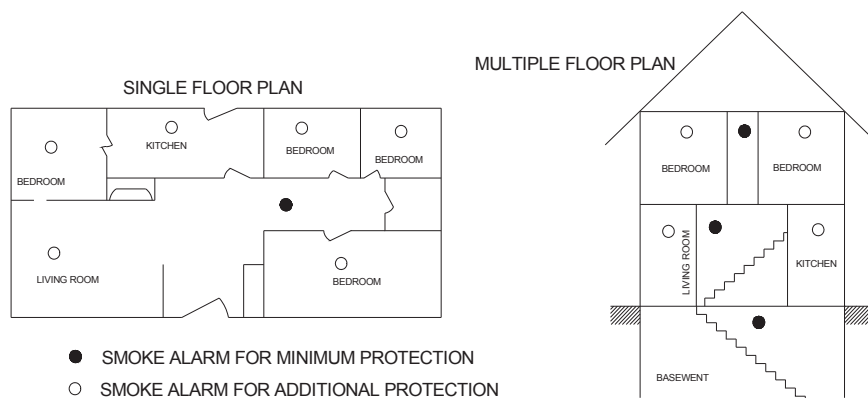 MULTIPLE FLOOR PLAN
SINGLE FLOOR PLAN
KITCHEN
BEDROOM
BEDROOM
BEDROOM
LIVING ROOM
BEDROOM
BEDROOM
BEDROOM
LIVING ROOM
KITCHEN
BASEWENT
SMOKE ALARM FOR MINIMUM PROTECTION
SMOKE ALARM FOR ADDITIONAL PROTECTION